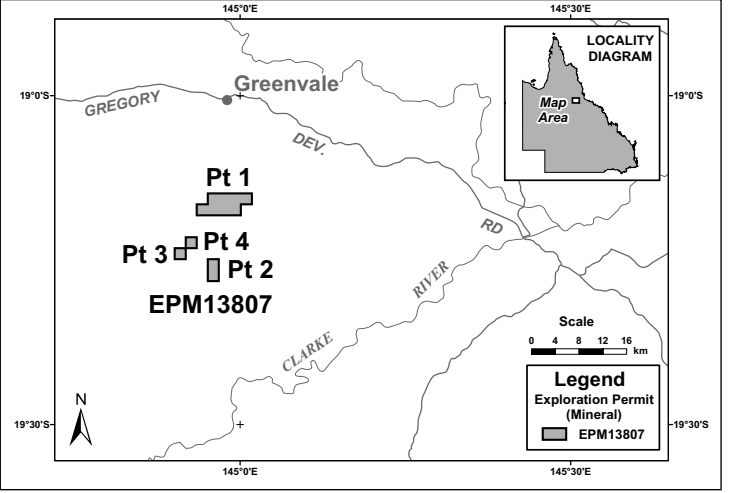 145°0'E
145°30'E
LOCALITY
DIAGRAM
Map
Area
19°0'S
19°0'S
Greenvale
GREGORY
DEV.
RD
Pt 1
Pt 4
Pt 3
Pt 2
EPM13807
RIVER
CLARKE
Scale
0 4 8 12 16
km
Legend
Exploration Permit
(Mineral)
EPM13807
N
19°30'S
19°30'S
145°0'E
145°30'E